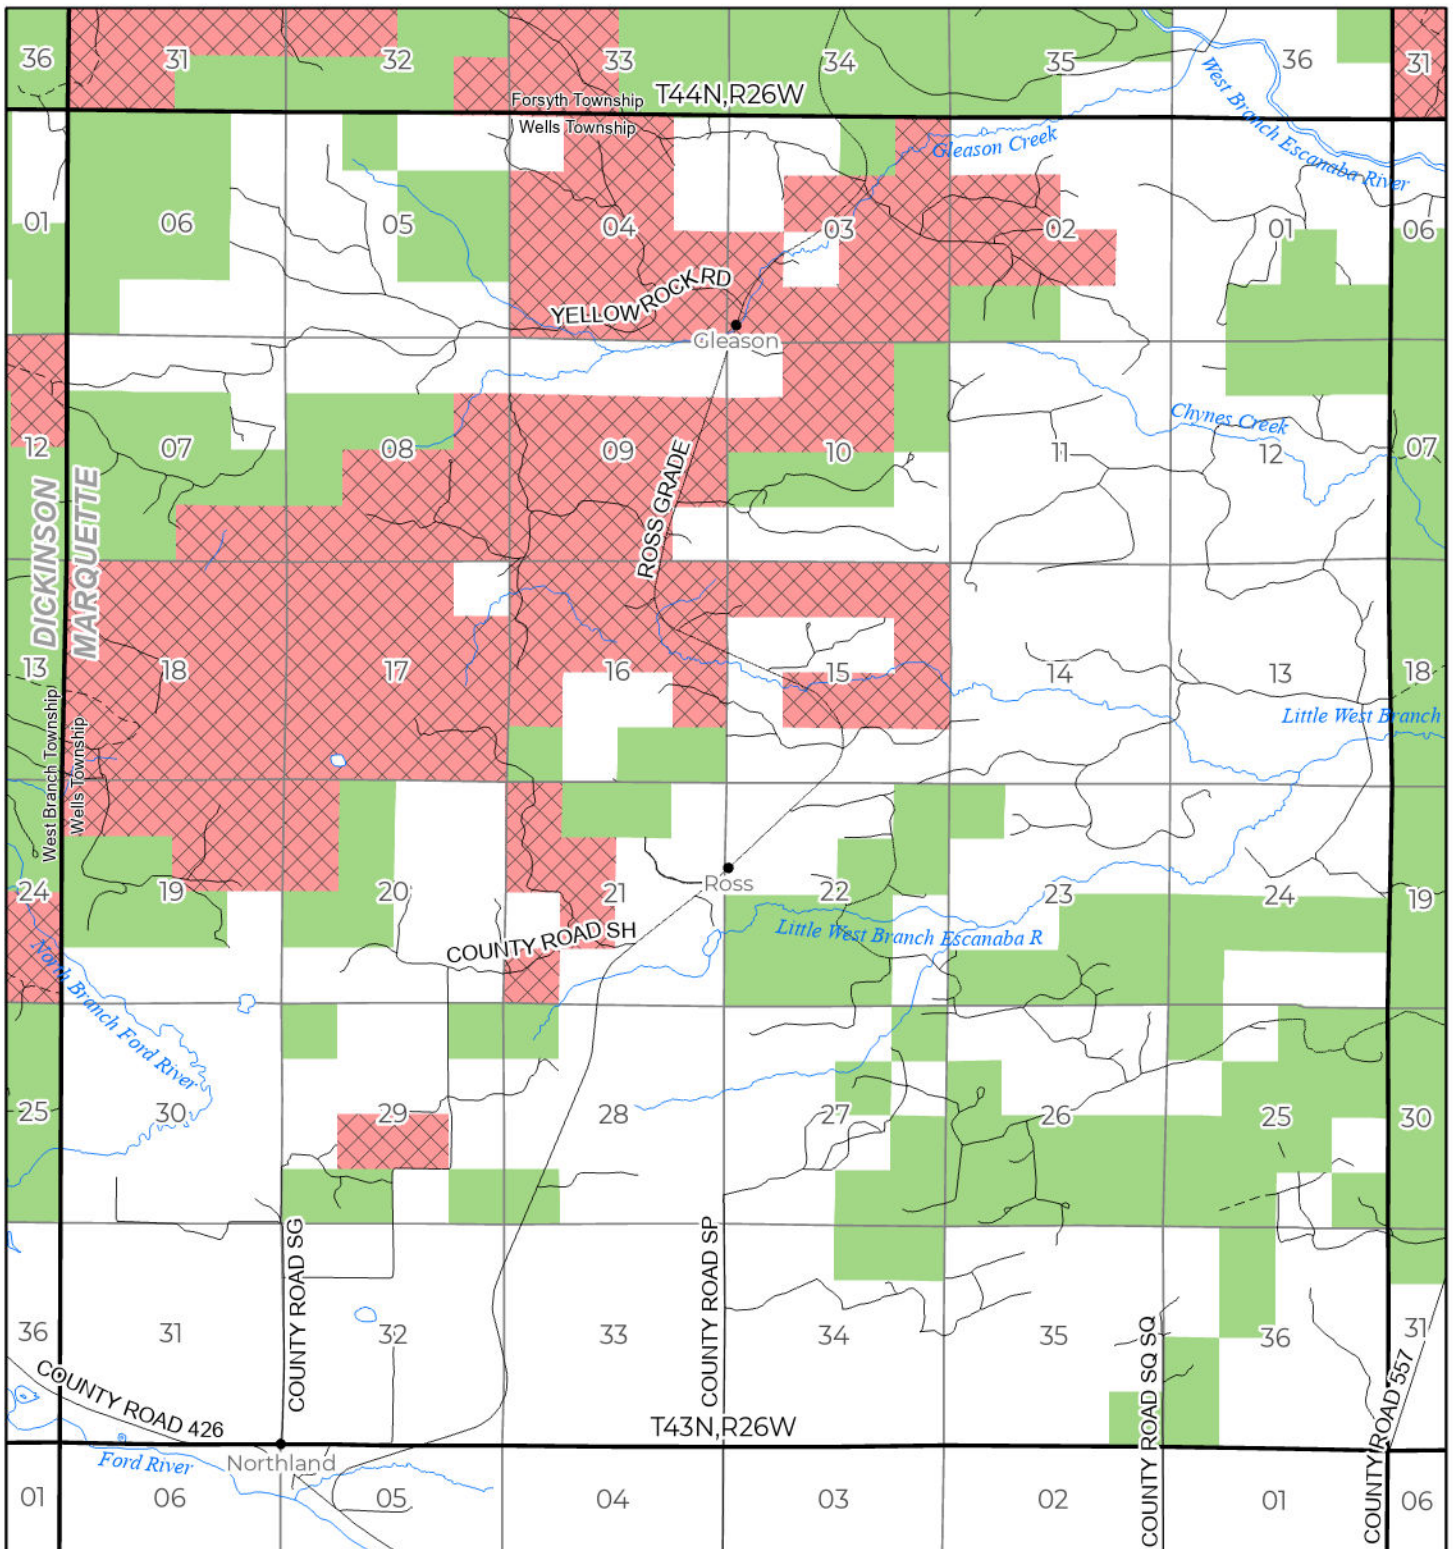 36
31
32
33
34
35
36
31
Forsyth Township
T44N,R26W
Wells Township
West Branch Escanaba River
Gleason Creek
01
06
05
04
03
02
01
06
YELLOW ROCK RD
Gleason
Chynes Creek
12
07
08
09
10
11
12
07
DICKINSON
MARQUETTE
ROSS GRADE
13
18
17
16
15
14
13
18
West Branch Township
Wells Township
Little West Branch
24
19
20
21
Ross
22
23
24
19
COUNTY ROAD SH
Little West Branch Escanaba R
North Branch Ford River
25
30
29
28
27
26
25
30
COUNTY ROAD SG
COUNTY ROAD SP
36
31
32
33
34
35
36
31
COUNTY ROAD SQ SQ
COUNTY ROAD 557
COUNTY ROAD 426
T43N,R26W
Ford River
Northland
01
06
05
04
03
02
01
06